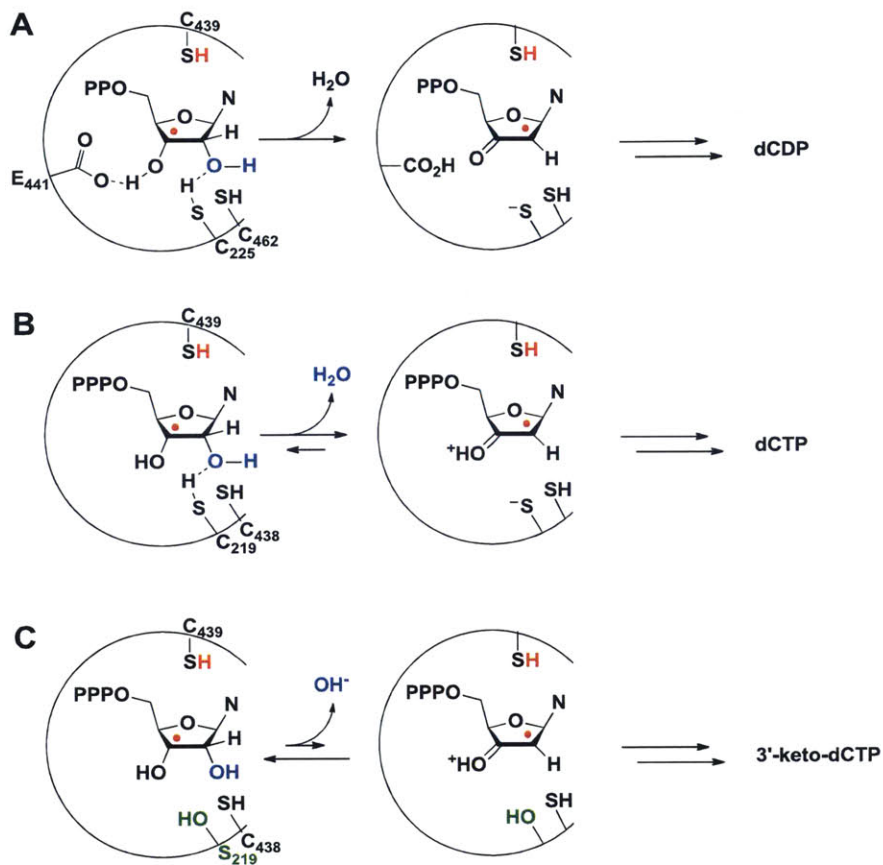 A
C439
SH
PPO
O
N
H
O
O
O-H
E441
O
H
H
S
SH
C462
C225
H2O
SH
PPO
O
N
O
H
CO2H
-S
SH
dCDP
B
C439
SH
PPPO
O
N
H
HO
O-H
H
S
SH
C438
C219
H2O
SH
PPPO
O
N
+HO
H
-S
SH
dCTP
C
C439
SH
PPPO
O
N
H
HO
OH
HO
SH
C438
S219
OH-
SH
PPPO
O
N
+HO
H
HO
SH
3'-keto-dCTP